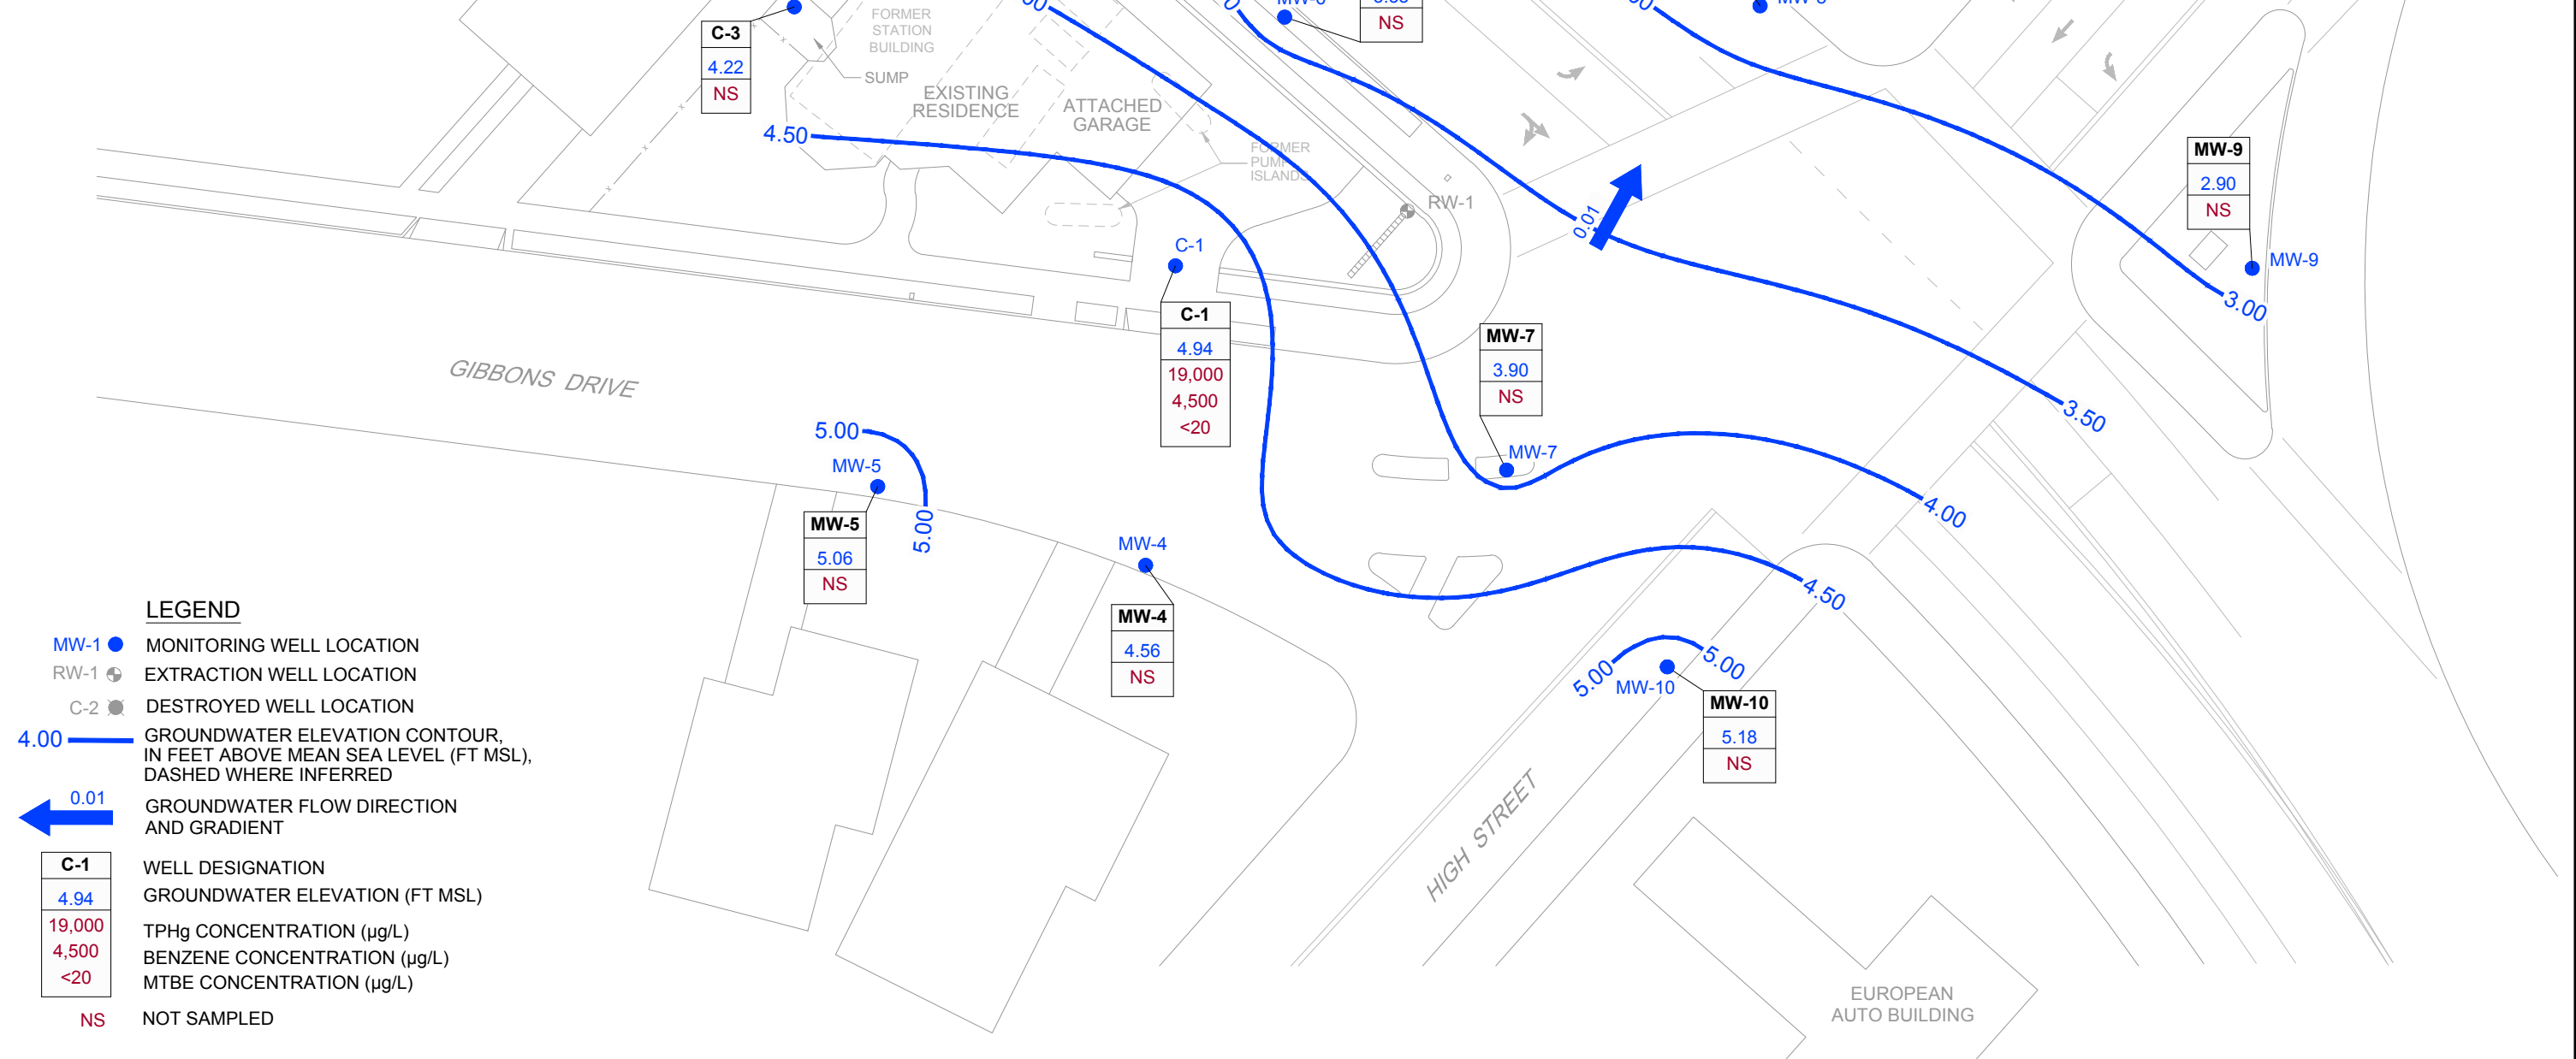 C-3
4.22
NS
FORMER
STATION
BUILDING
SUMP
EXISTING
RESIDENCE
ATTACHED
GARAGE
NS
FORMER
PUMP
ISLANDS
RW-1
0.01
4.50
C-1
C-1
4.94
19,000
4,500
<20
MW-9
2.90
NS
MW-9
3.00
MW-7
3.90
NS
MW-7
3.50
4.00
4.50
GIBBONS DRIVE
5.00
MW-5
5.00
MW-5
5.06
NS
MW-4
MW-4
4.56
NS
5.00
5.00
MW-10
MW-10
5.18
NS
HIGH STREET
EUROPEAN
AUTO BUILDING
LEGEND
MW-1 MONITORING WELL LOCATION
RW-1 EXTRACTION WELL LOCATION
C-2 DESTROYED WELL LOCATION
4.00 GROUNDWATER ELEVATION CONTOUR,
IN FEET ABOVE MEAN SEA LEVEL (FT MSL),
DASHED WHERE INFERRED
0.01 GROUNDWATER FLOW DIRECTION
AND GRADIENT
C-1 WELL DESIGNATION
4.94 GROUNDWATER ELEVATION (FT MSL)
19,000 TPHg CONCENTRATION (µg/L)
4,500 BENZENE CONCENTRATION (µg/L)
<20 MTBE CONCENTRATION (µg/L)
NS NOT SAMPLED